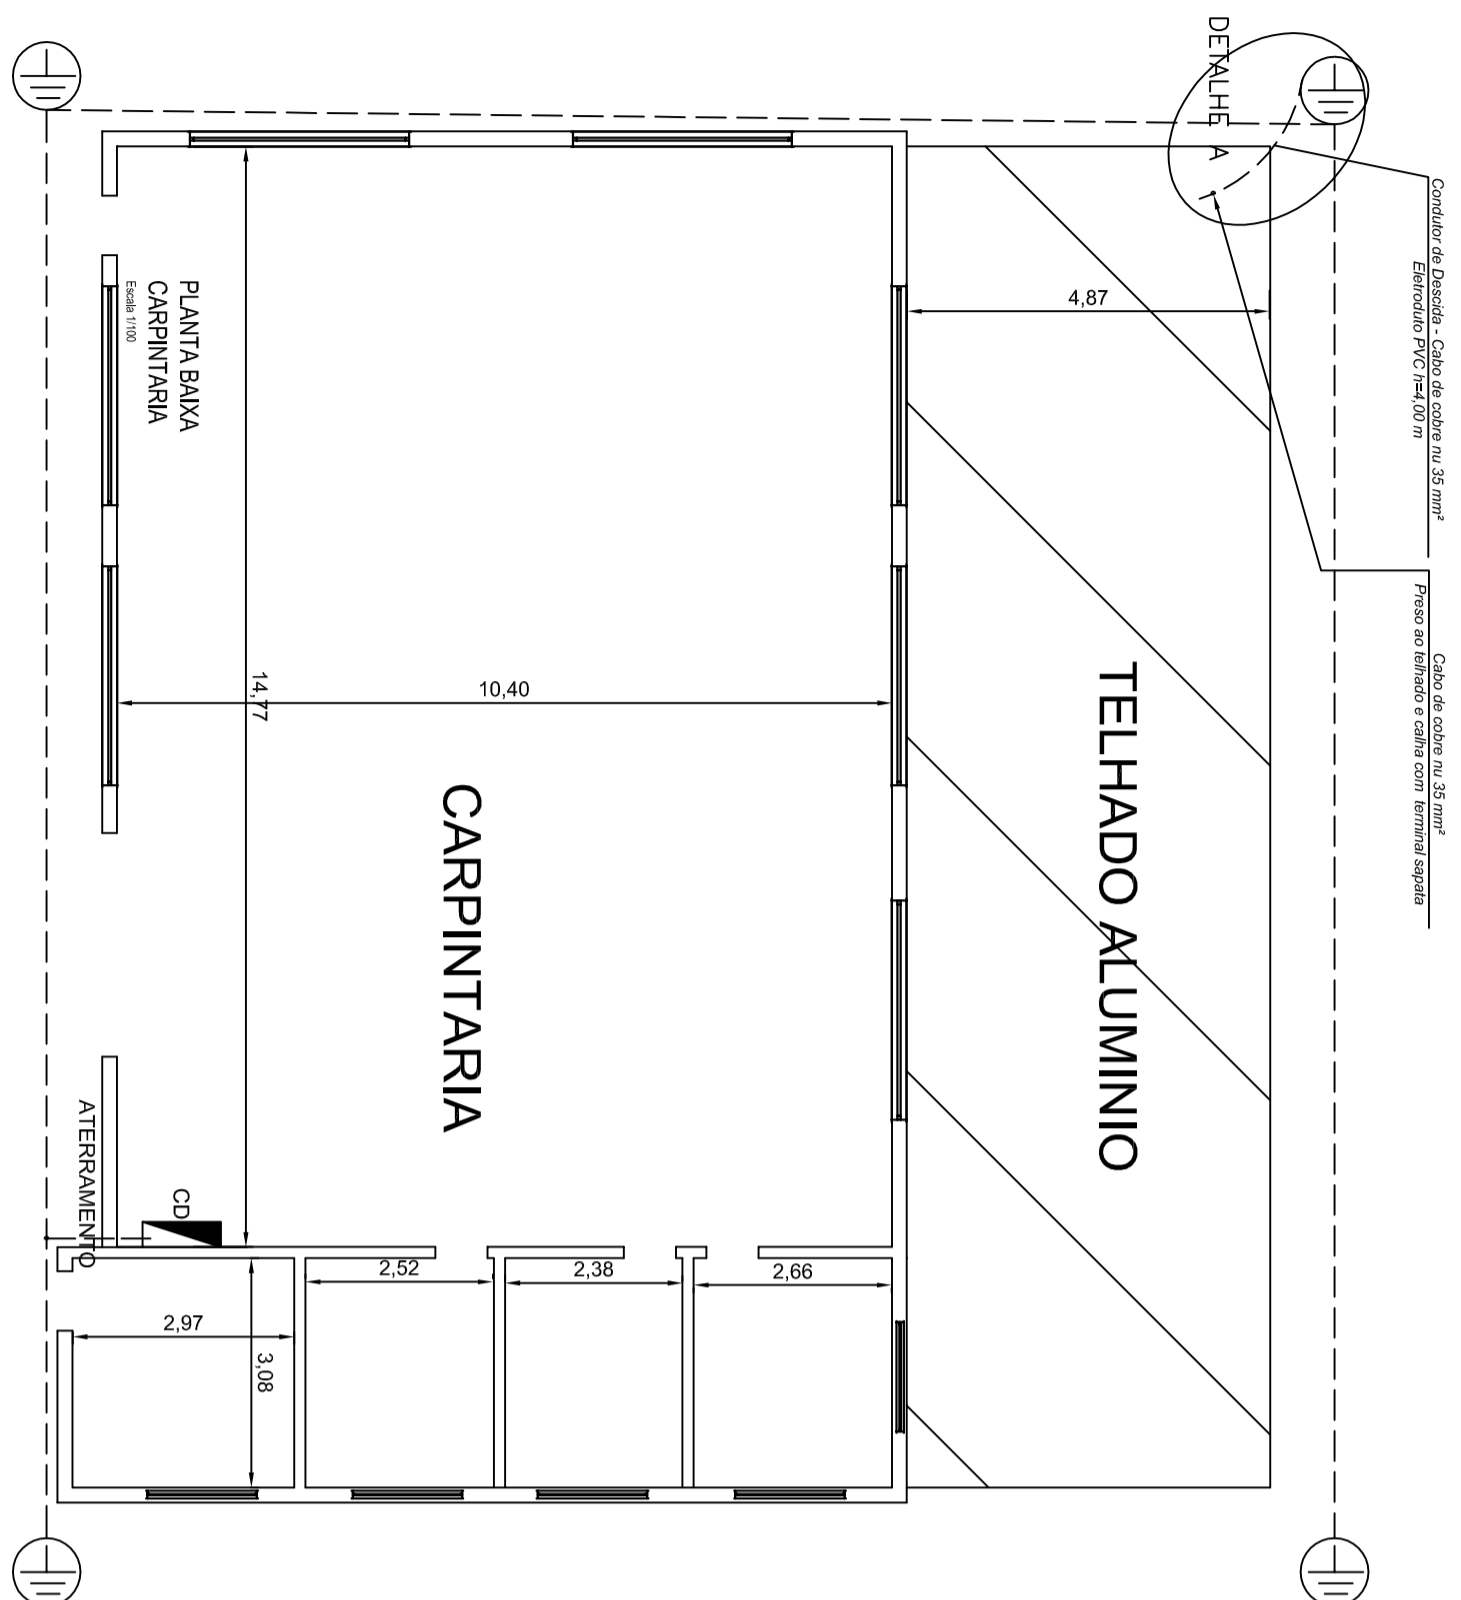 DETALHE A
Condutor de Descida - Cabo de cobre nu 35 mm²
Eletroduto PVC h=4,00 m
Cabo de cobre nu 35 mm²
Preso ao telhado e calha com terminal sapata
4,87
PLANTA BAIXA
CARPINTARIA
Escala 1/100
14,77
10,40
TELHADO ALUMINIO
CARPINTARIA
ATERRAMENTO
CD
2,52
2,38
2,66
2,97
3,08